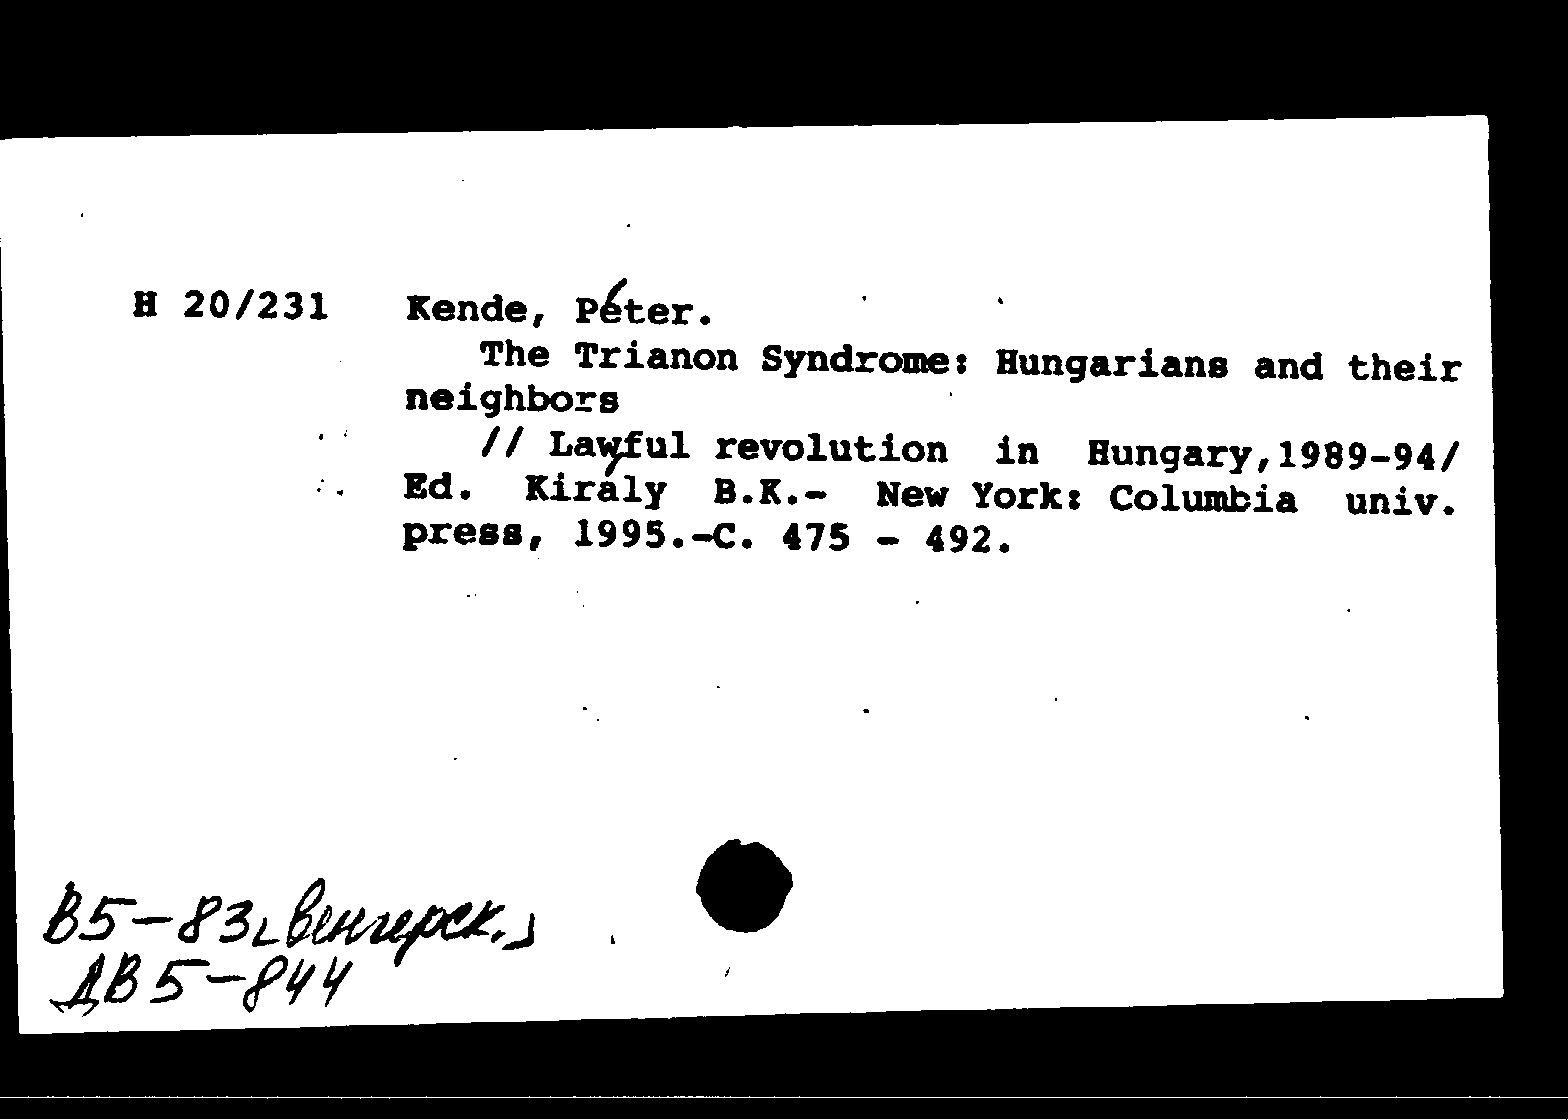 H 20/231 Kende, Péter.
The Trianon Syndrome: Hungarians and their
neighbors
// Lawful revolution in Hungary,1989-94/
Ed. Király B.K.- New York: Columbia univ.
press, 1995.-C. 475 - 492.
В5-83 венгерск.
ДВ5-844